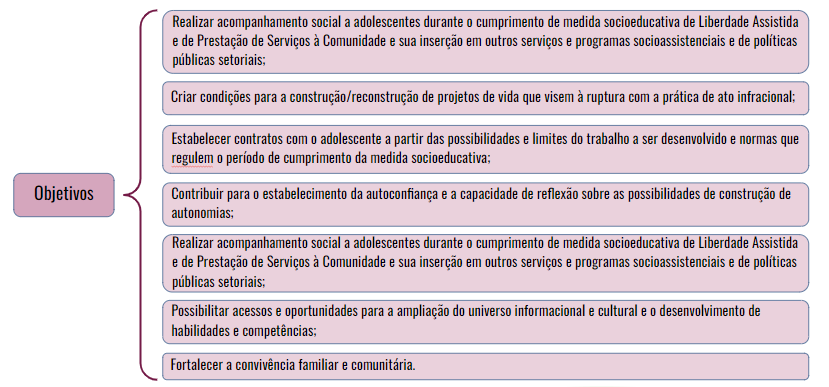 Objetivos
Realizar acompanhamento social a adolescentes durante o cumprimento de medida socioeducativa de Liberdade Assistida
e de Prestação de Serviços à Comunidade e sua inserção em outros serviços e programas socioassistenciais e de políticas
públicas setoriais;
Criar condições para a construção/reconstrução de projetos de vida que visem à ruptura com a prática de ato infracional;
Estabelecer contratos com o adolescente a partir das possibilidades e limites do trabalho a ser desenvolvido e normas que
regulem o período de cumprimento da medida socioeducativa;
Contribuir para o estabelecimento da autoconfiança e a capacidade de reflexão sobre as possibilidades de construção de
autonomias;
Realizar acompanhamento social a adolescentes durante o cumprimento de medida socioeducativa de Liberdade Assistida
e de Prestação de Serviços à Comunidade e sua inserção em outros serviços e programas socioassistenciais e de políticas
públicas setoriais;
Possibilitar acessos e oportunidades para a ampliação do universo informacional e cultural e o desenvolvimento de
habilidades e competências;
Fortalecer a convivência familiar e comunitária.